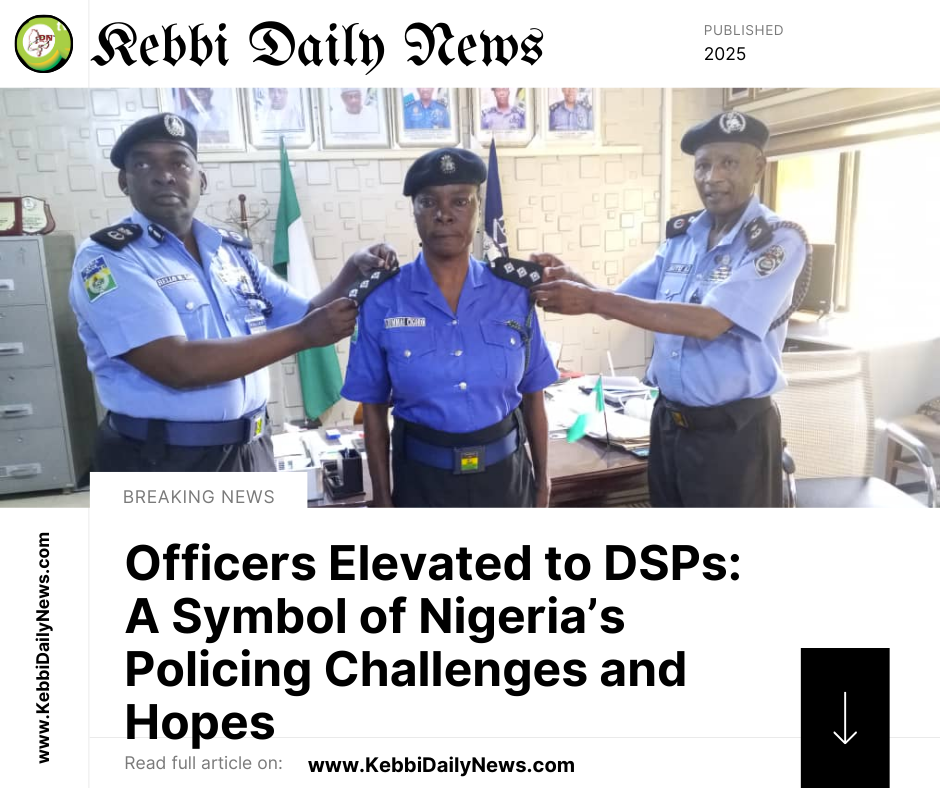 Kebbi Daily News
PUBLISHED
2025
BREAKING NEWS
Officers Elevated to DSPs:
A Symbol of Nigeria’s
Policing Challenges and
Hopes
Read full article on: www.KebbiDailyNews.com
www.KebbiDailyNews.com